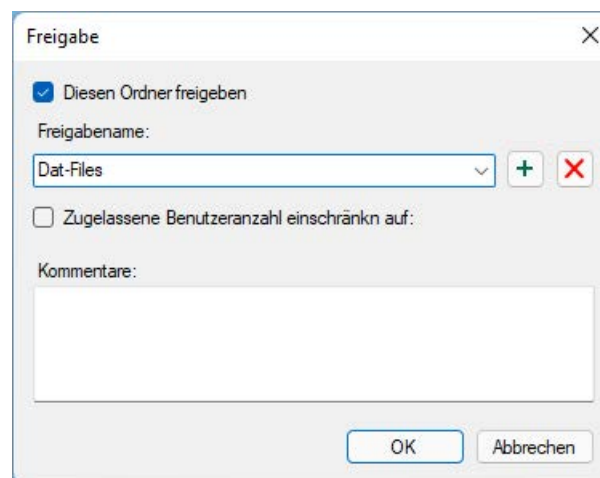 Freigabe
Diesen Ordner freigeben
Freigabename:
Dat-Files
Zugelassene Benutzeranzahl einschränkn auf:
Kommentare:
OK Abbrechen